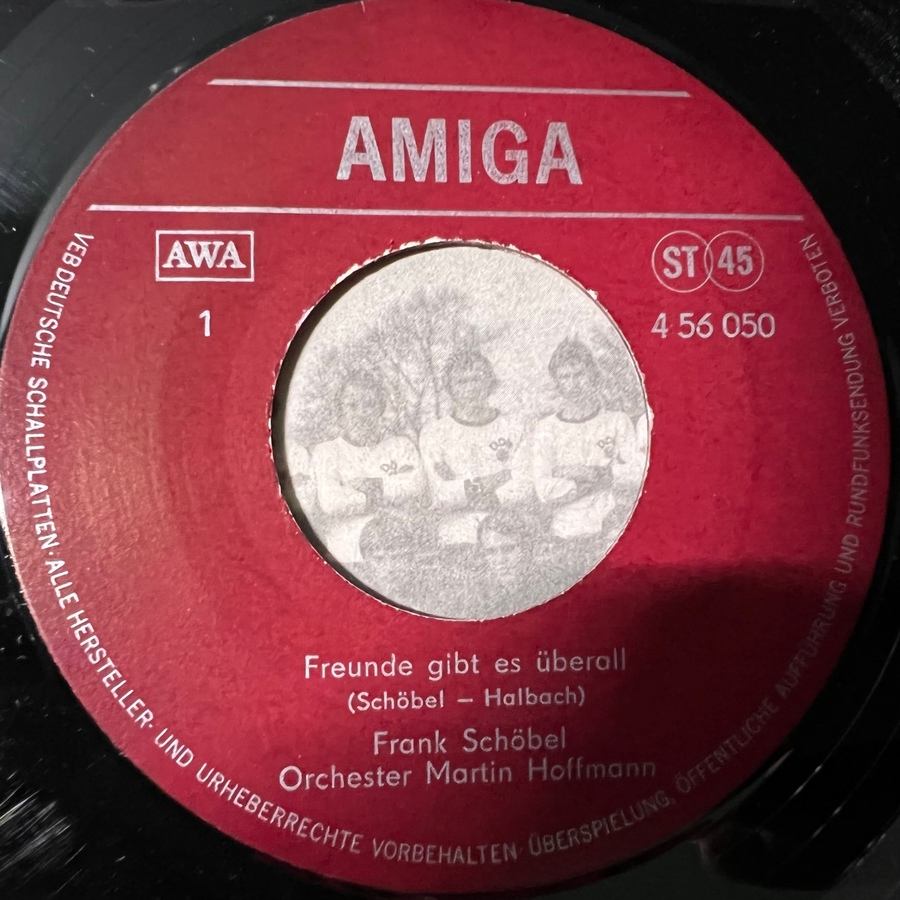 AMIGA
AWA
ST 45
1
4 56 050
Freunde gibt es überall
(Schöbel – Halbach)
Frank Schöbel
Orchester Martin Hoffmann
VEB DEUTSCHE SCHALLPLATTEN · ALLE HERSTELLER- UND URHEBERRECHTE VORBEHALTEN · ÜBERSPIELUNG, ÖFFENTLICHE AUFFÜHRUNG UND RUNDFUNKSENDUNG VERBOTEN